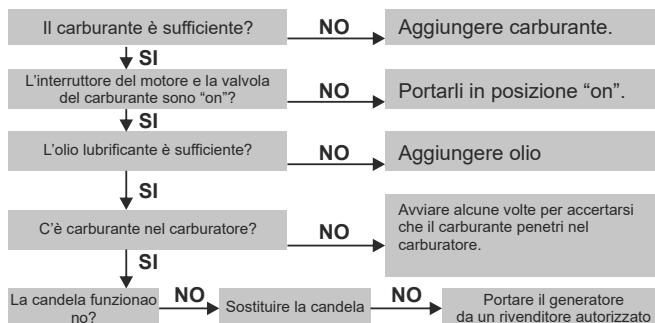 Il carburante è sufficiente?
NO
Aggiungere carburante.
SI
L'interruttore del motore e la valvola
del carburante sono “on”?
NO
Portarli in posizione “on”.
SI
L'olio lubrificante è sufficiente?
NO
Aggiungere olio
SI
C'è carburante nel carburatore?
NO
Avviare alcune volte per accertarsi
che il carburante penetri nel
carburatore.
SI
La candela funzionao
no?
NO
Sostituire la candela
NO
Portare il generatore
da un rivenditore autorizzato